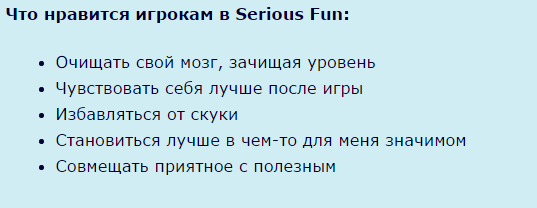 Что нравится игрокам в Serious Fun:
• Очищать свой мозг, зачищая уровень
• Чувствовать себя лучше после игры
• Избавляться от скуки
• Становиться лучше в чем-то для меня значимом
• Совмещать приятное с полезным